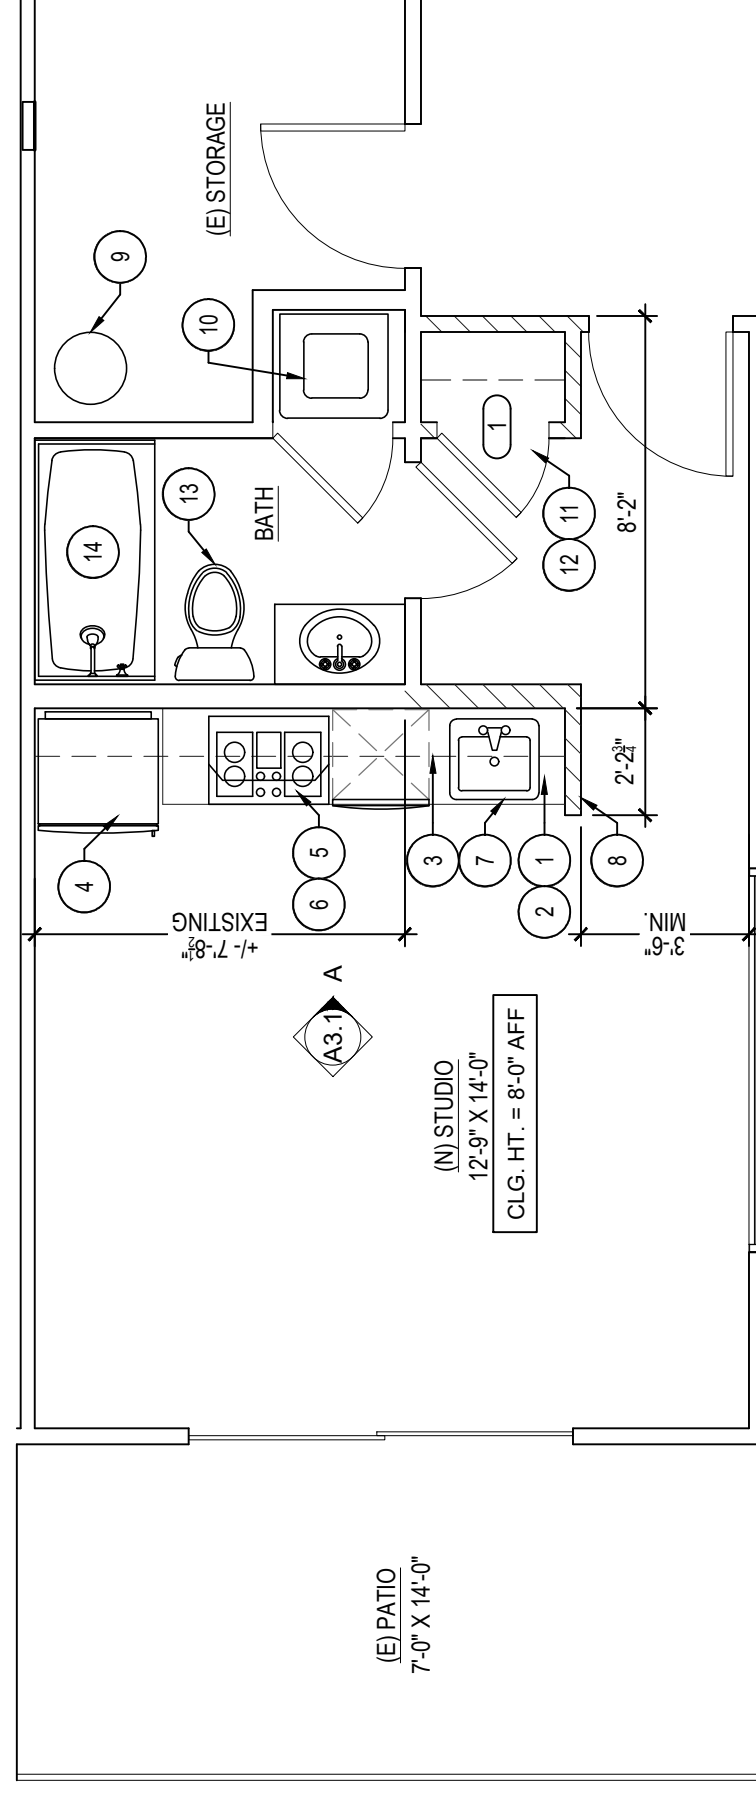 (E) STORAGE
9
10
14
13
BATH
1
11
12
8'-2"
2'-2¾"
4
5
6
3
7
1
2
8
+/- 7'-8½"
EXISTING
3'-6"
MIN.
A3.1
A
(N) STUDIO
12'-9" X 14'-0"
CLG. HT. = 8'-0" AFF
(E) PATIO
7'-0" X 14'-0"